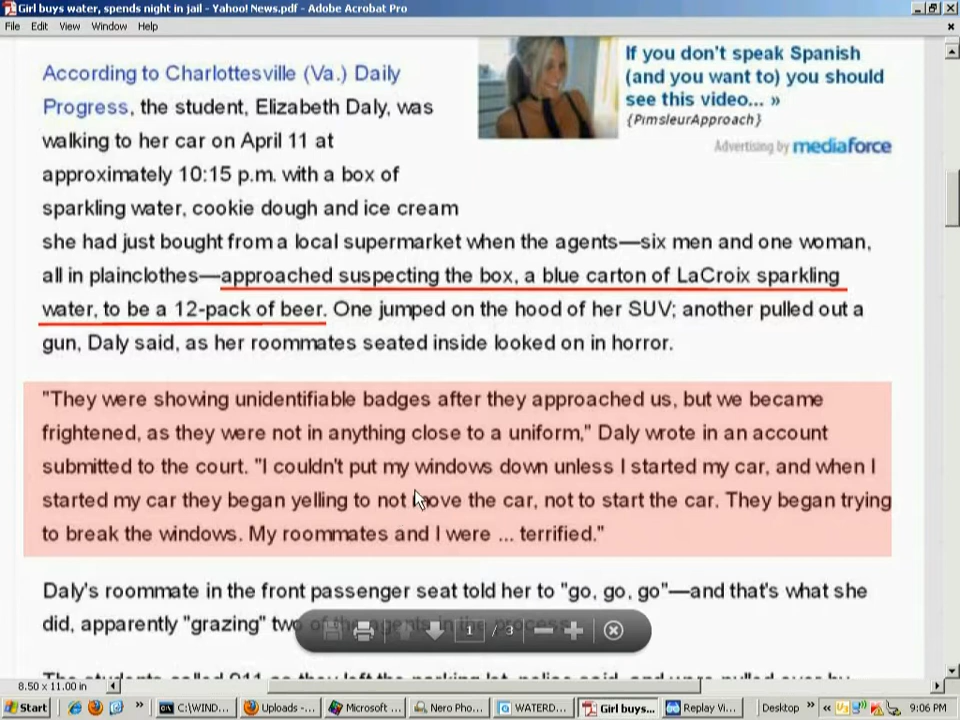 Girl buys water, spends night in jail - Yahoo! News.pdf - Adobe Acrobat Pro
File Edit View Window Help
According to Charlottesville (Va.) Daily
Progress, the student, Elizabeth Daly, was
walking to her car on April 11 at
approximately 10:15 p.m. with a box of
sparkling water, cookie dough and ice cream
If you don't speak Spanish
(and you want to) you should
see this video... »
{PimsleurApproach}
Advertising by mediaforce
she had just bought from a local supermarket when the agents—six men and one woman,
all in plainclothes—approached suspecting the box, a blue carton of LaCroix sparkling
water, to be a 12-pack of beer. One jumped on the hood of her SUV; another pulled out a
gun, Daly said, as her roommates seated inside looked on in horror.
"They were showing unidentifiable badges after they approached us, but we became
frightened, as they were not in anything close to a uniform," Daly wrote in an account
submitted to the court. "I couldn't put my windows down unless I started my car, and when I
started my car they began yelling to not move the car, not to start the car. They began trying
to break the windows. My roommates and I were ... terrified."
Daly's roommate in the front passenger seat told her to "go, go, go"—and that's what she
did, apparently "grazing" two of the agents in the process.
1 / 3
8.50 x 11.00 in
Start C:\WIND... Uploads -... Microsoft ... Nero Pho... WATERD... Girl buys... Replay Vi... Desktop » « 9:06 PM